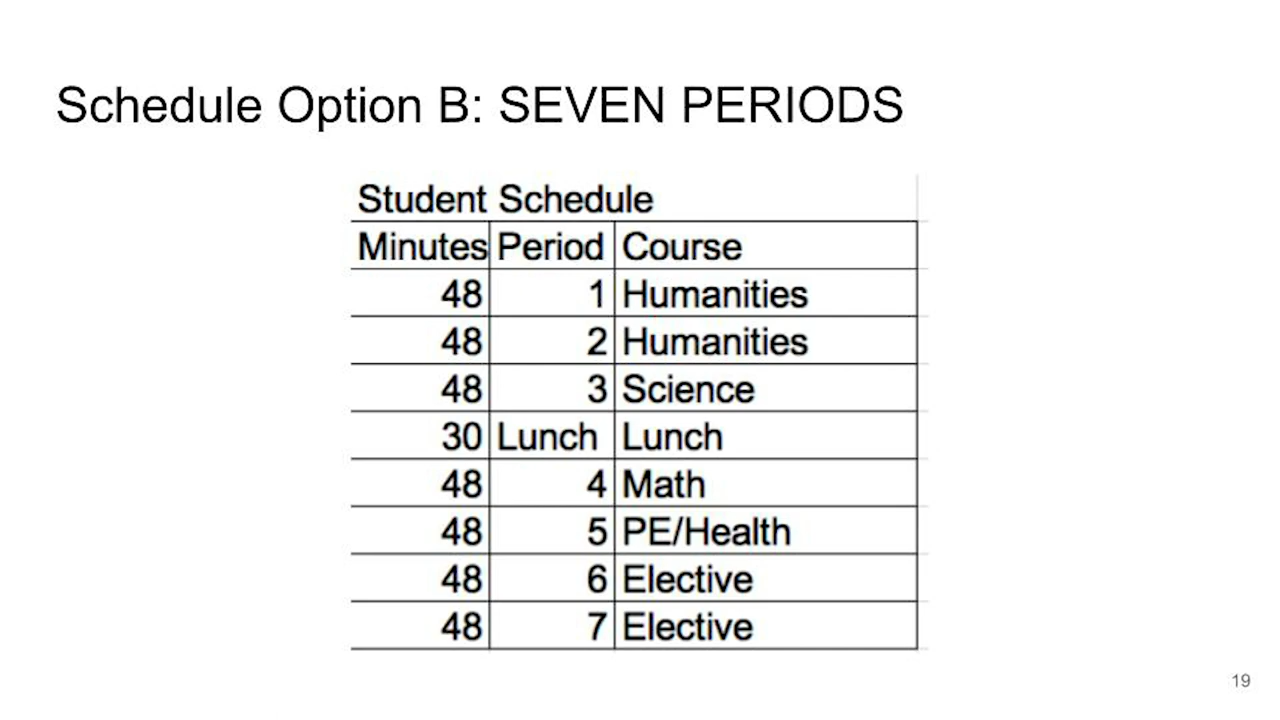 Schedule Option B: SEVEN PERIODS
Student Schedule
Minutes Period Course
48 1 Humanities
48 2 Humanities
48 3 Science
30 Lunch Lunch
48 4 Math
48 5 PE/Health
48 6 Elective
48 7 Elective
19